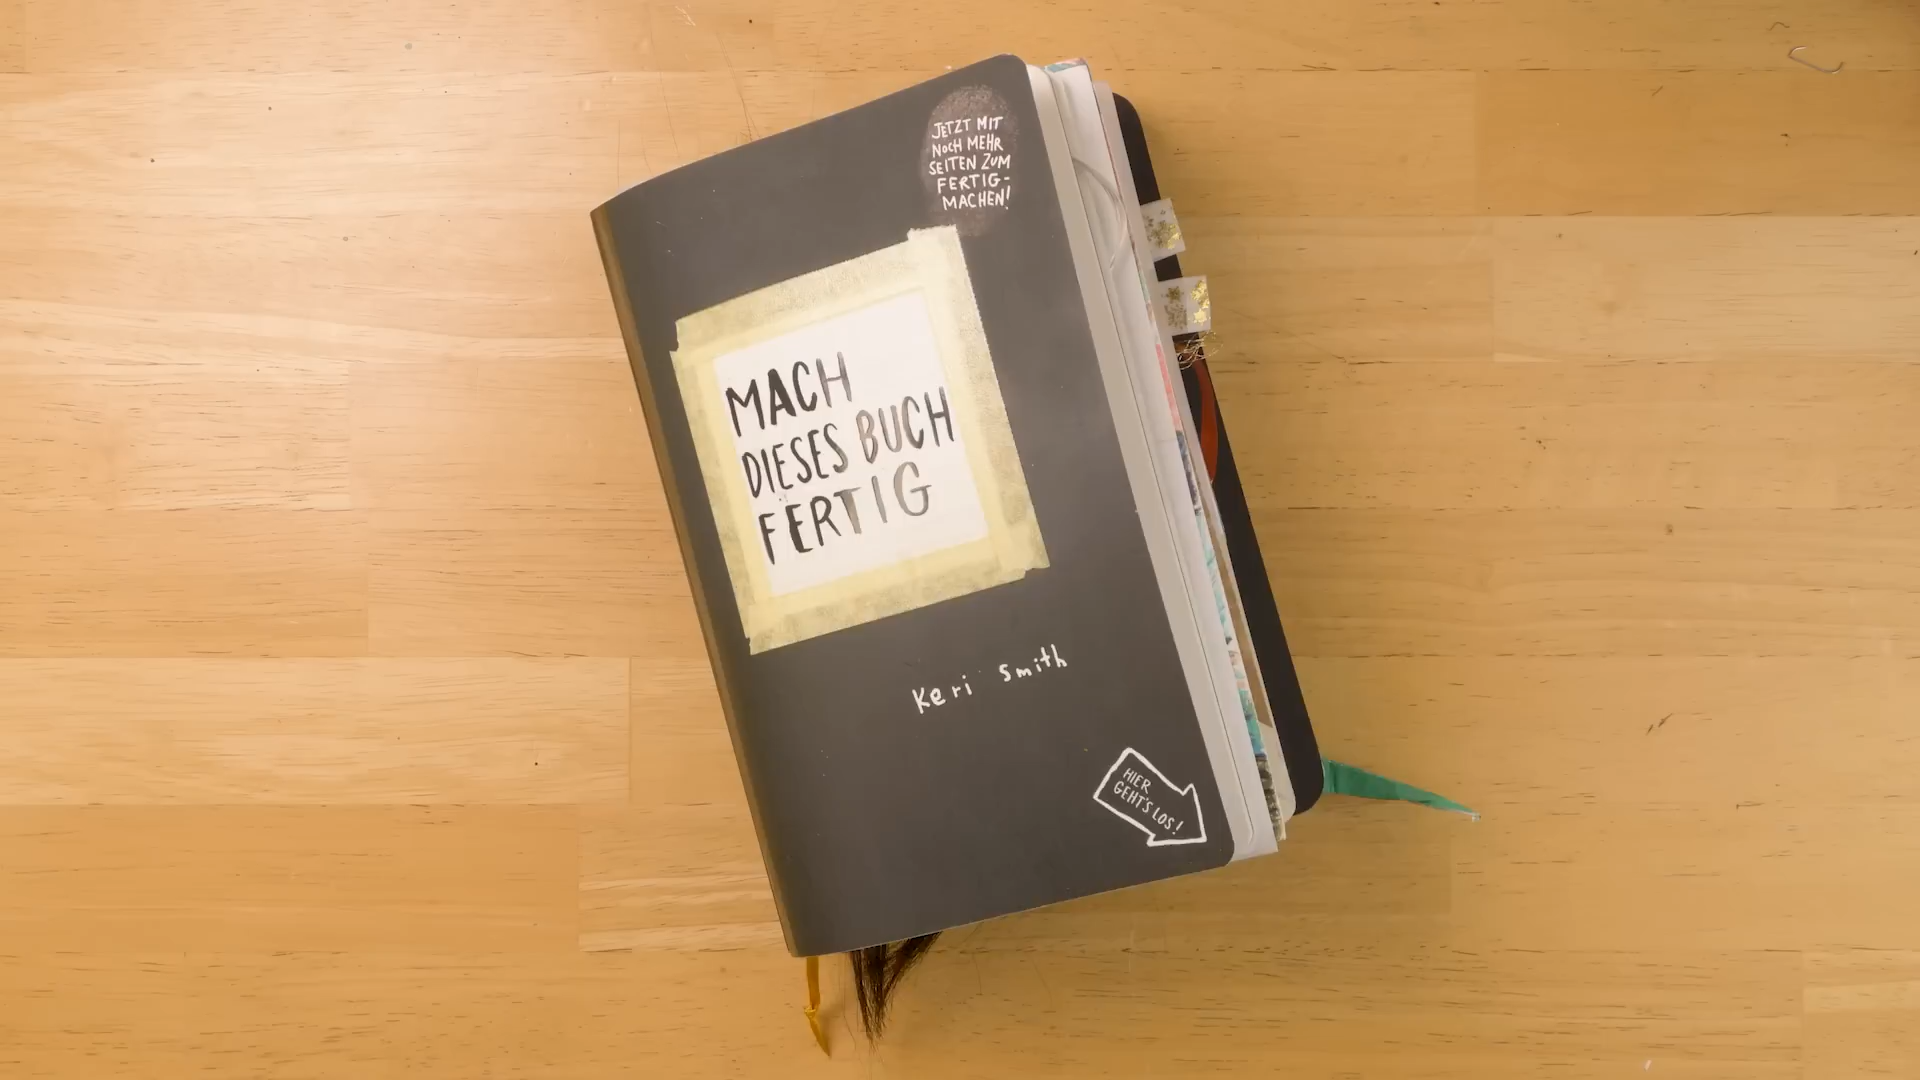 JETZT MIT
NOCH MEHR
SEITEN ZUM
FERTIG-
MACHEN!
MACH
DIESES BUCH
FERTIG
Keri Smith
HIER
GEHT'S LOS!